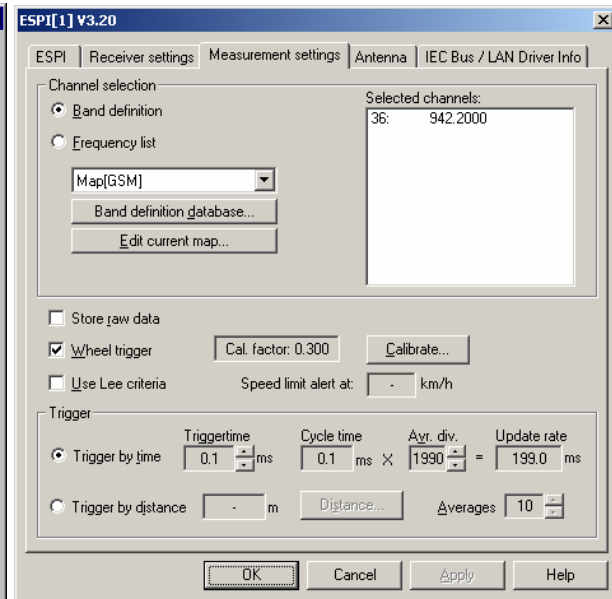 ESPI[1] V3.20
ESPI Receiver settings Measurement settings Antenna IEC Bus / LAN Driver Info
Channel selection
Band definition
Frequency list
Map[GSM]
Band definition database...
Edit current map...
Selected channels:
36: 942.2000
Store raw data
Wheel trigger Cal. factor: 0.300 Calibrate...
Use Lee criteria Speed limit alert at: - km/h
Trigger
Triggertime Cycle time Avr. div. Update rate
Trigger by time 0.1 ms 0.1 ms X 1990 = 199.0 ms
Trigger by distance - m Distance... Averages 10
OK Cancel Apply Help